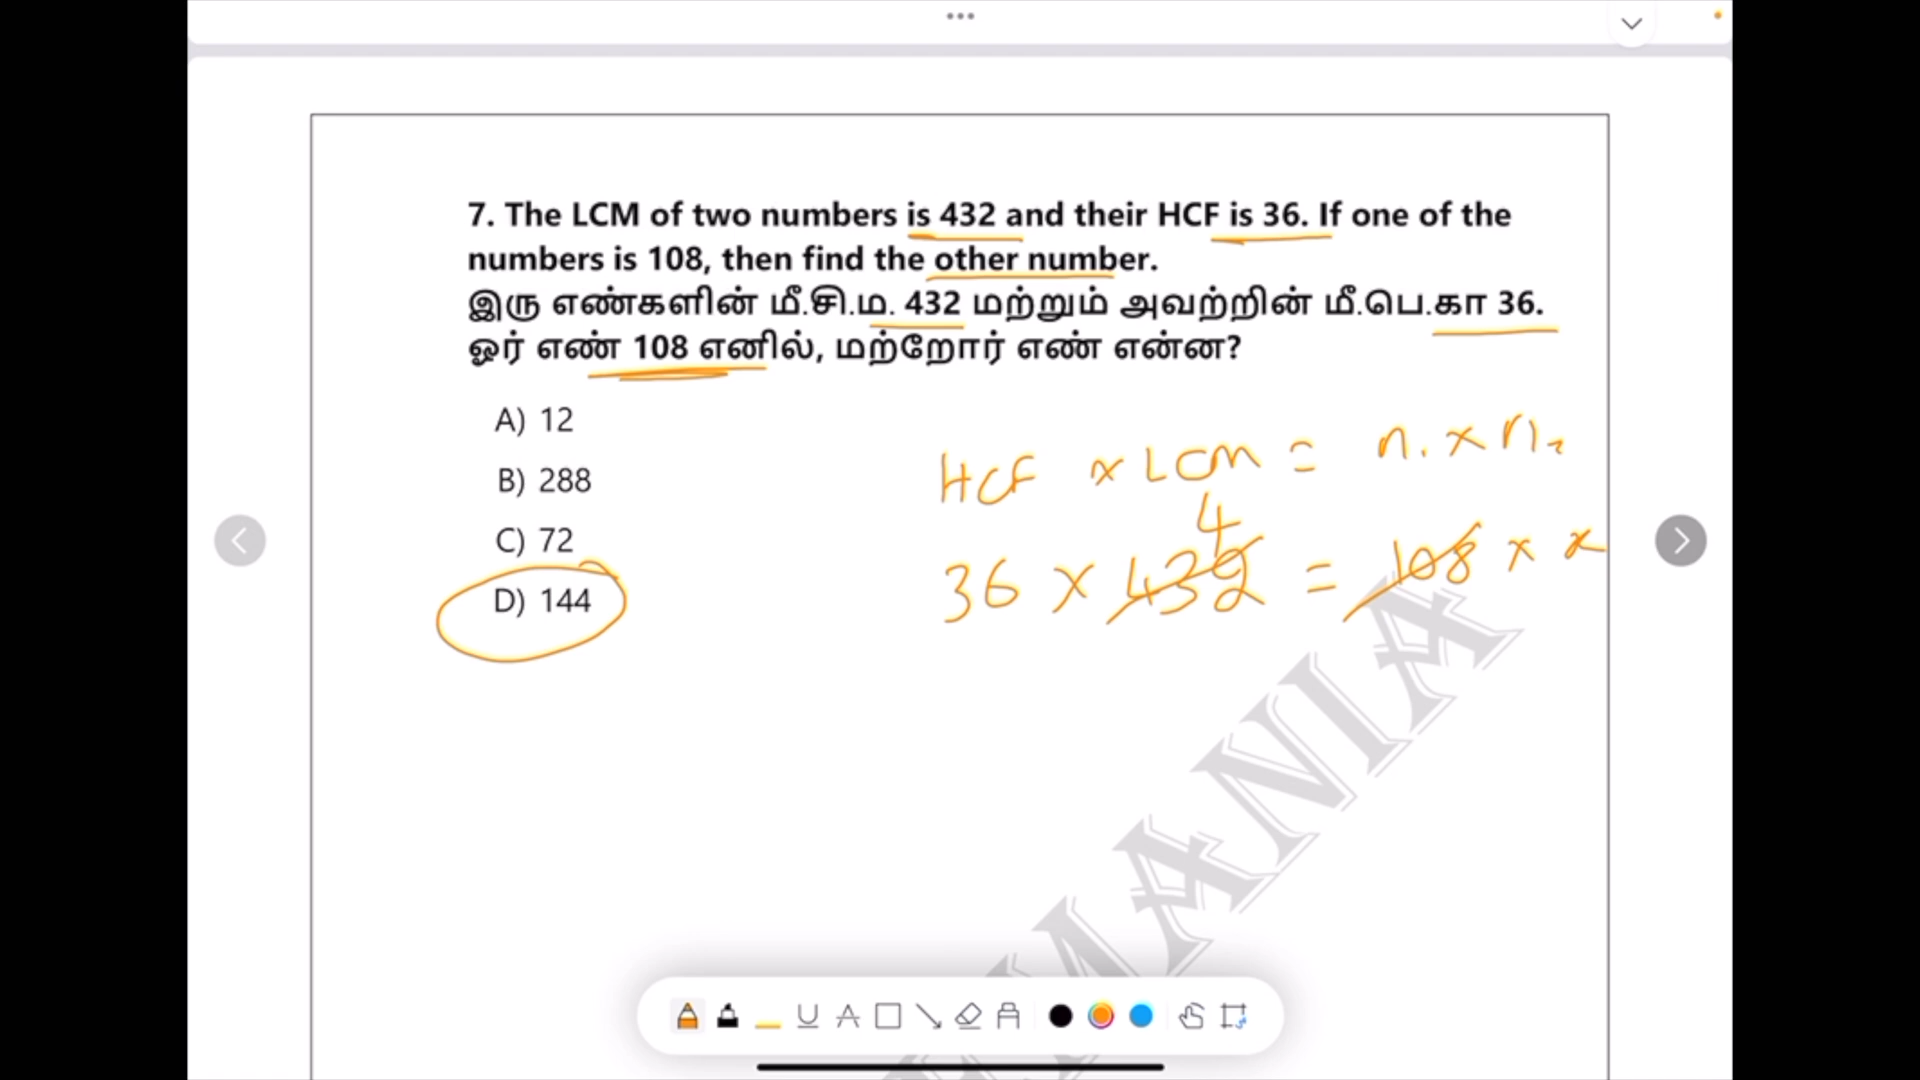 7. The LCM of two numbers is 432 and their HCF is 36. If one of the
numbers is 108, then find the other number.
இரு எண்களின் மீ.சி.ம. 432 மற்றும் அவற்றின் மீ.பெ.கா 36.
ஓர் எண் 108 எனில், மற்றோர் எண் என்ன?
A) 12
B) 288
C) 72
D) 144
HCF × LCM = n₁ × n₂
4
36 × 432 = 108 × x